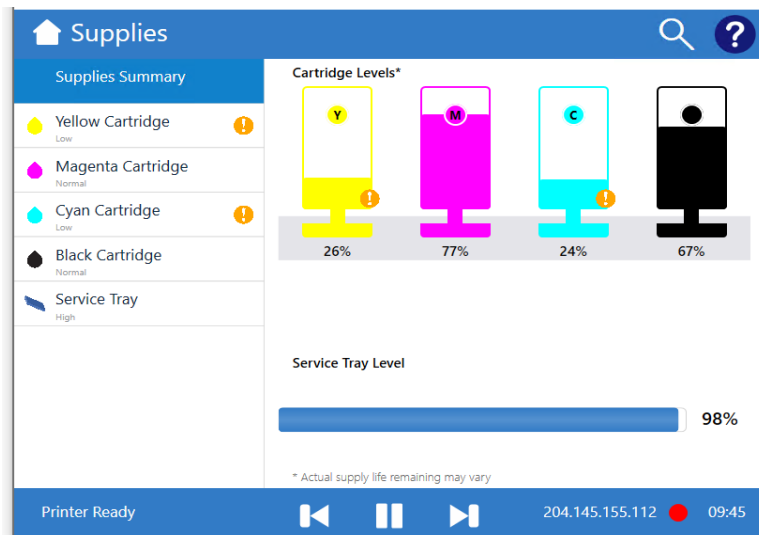 Supplies
?
Supplies Summary
Yellow Cartridge
Low
!
Magenta Cartridge
Normal
Cyan Cartridge
Low
!
Black Cartridge
Normal
Service Tray
High
Cartridge Levels*
Y M C
! !
26% 77% 24% 67%
Service Tray Level
98%
* Actual supply life remaining may vary
Printer Ready 204.145.155.112 09:45